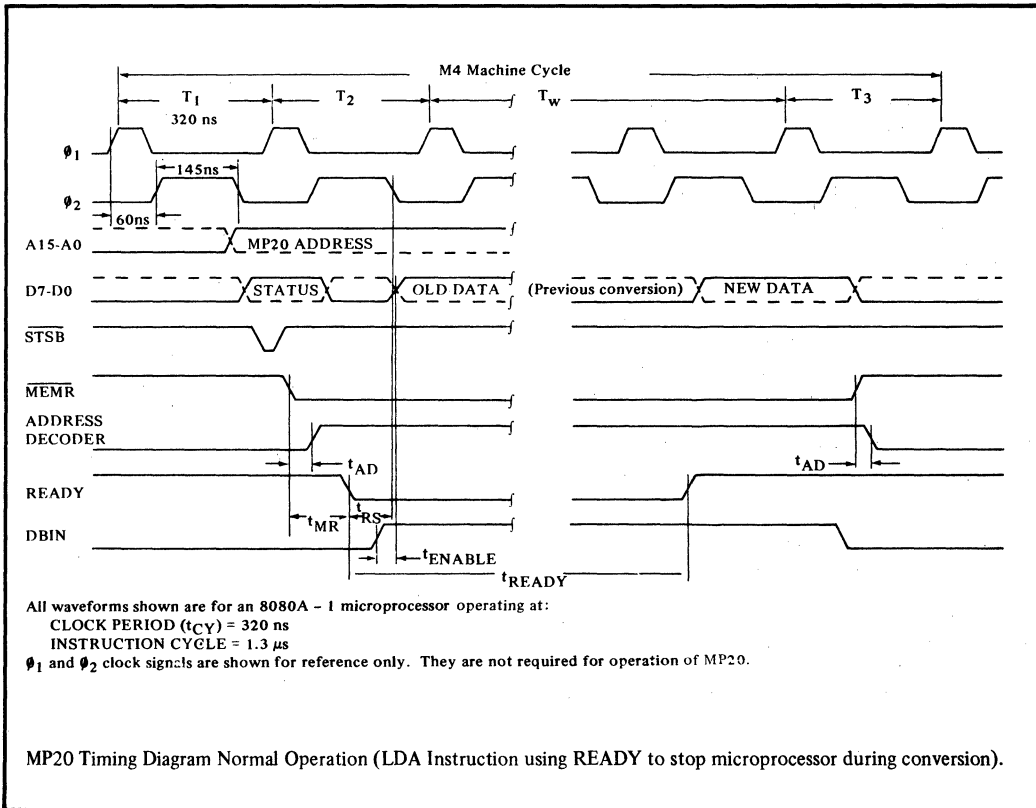 M4 Machine Cycle
T1 T2 Tw T3
320 ns
ø1
145ns
ø2
60ns
A15-A0 MP20 ADDRESS
D7-D0 STATUS OLD DATA (Previous conversion) NEW DATA
STSB
MEMR
ADDRESS
DECODER
tAD tAD
READY
tMR tRS
DBIN
tENABLE
tREADY
All waveforms shown are for an 8080A – 1 microprocessor operating at:
CLOCK PERIOD (tCY) = 320 ns
INSTRUCTION CYCLE = 1.3 μs
ø1 and ø2 clock signals are shown for reference only. They are not required for operation of MP20.
MP20 Timing Diagram Normal Operation (LDA Instruction using READY to stop microprocessor during conversion).